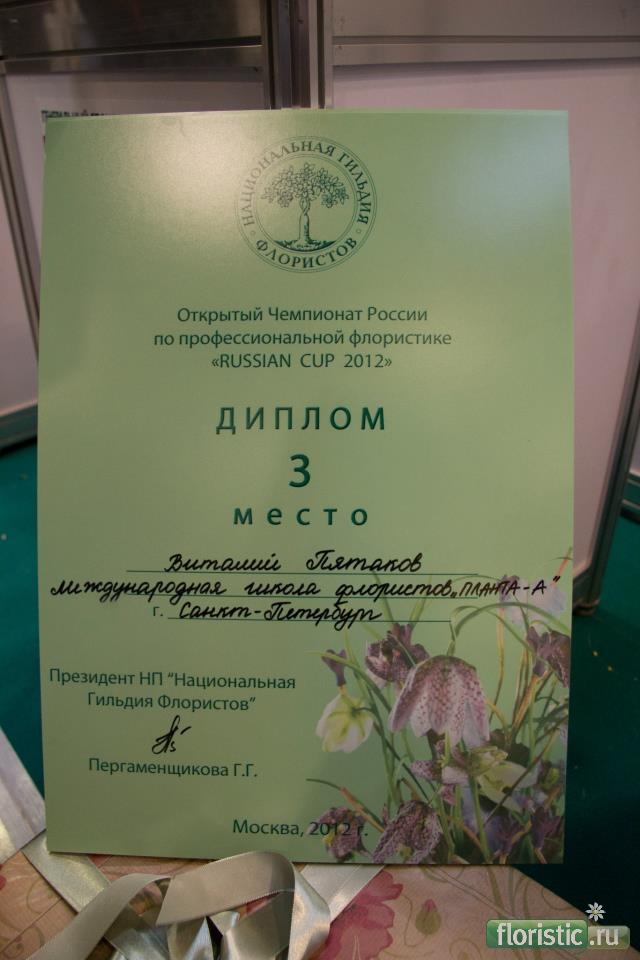 НАЦИОНАЛЬНАЯ ГИЛЬДИЯ
ФЛОРИСТОВ
Открытый Чемпионат России
по профессиональной флористике
«RUSSIAN CUP 2012»
ДИПЛОМ
3
место
Виталий Пятаков
международная школа флористов „ПЛАНТА-А"
г. Санкт-Петербург
Президент НП "Национальная
Гильдия Флористов"
Пергаменщикова Г.Г.
Москва, 2012 г.
floristic.ru